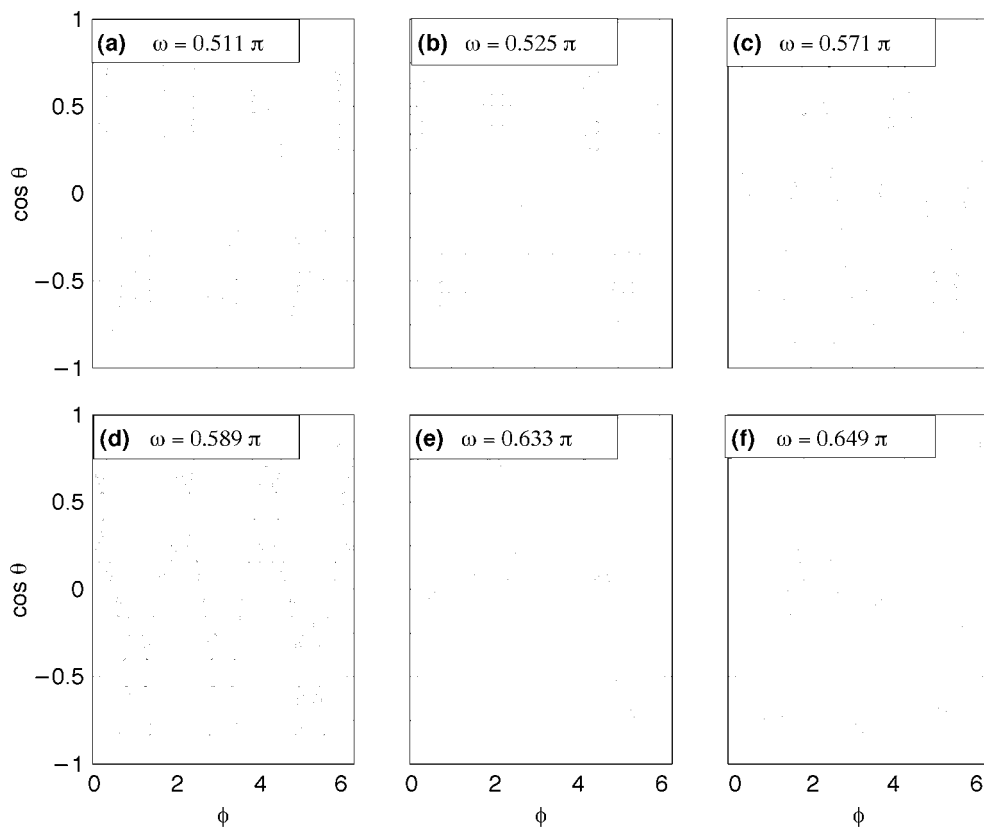 (a) ω = 0.511 π
(b) ω = 0.525 π
(c) ω = 0.571 π
1
0.5
0
−0.5
−1
cos θ
(d) ω = 0.589 π
(e) ω = 0.633 π
(f) ω = 0.649 π
1
0.5
0
−0.5
−1
cos θ
0 2 4 6
0 2 4 6
0 2 4 6
ϕ
ϕ
ϕ